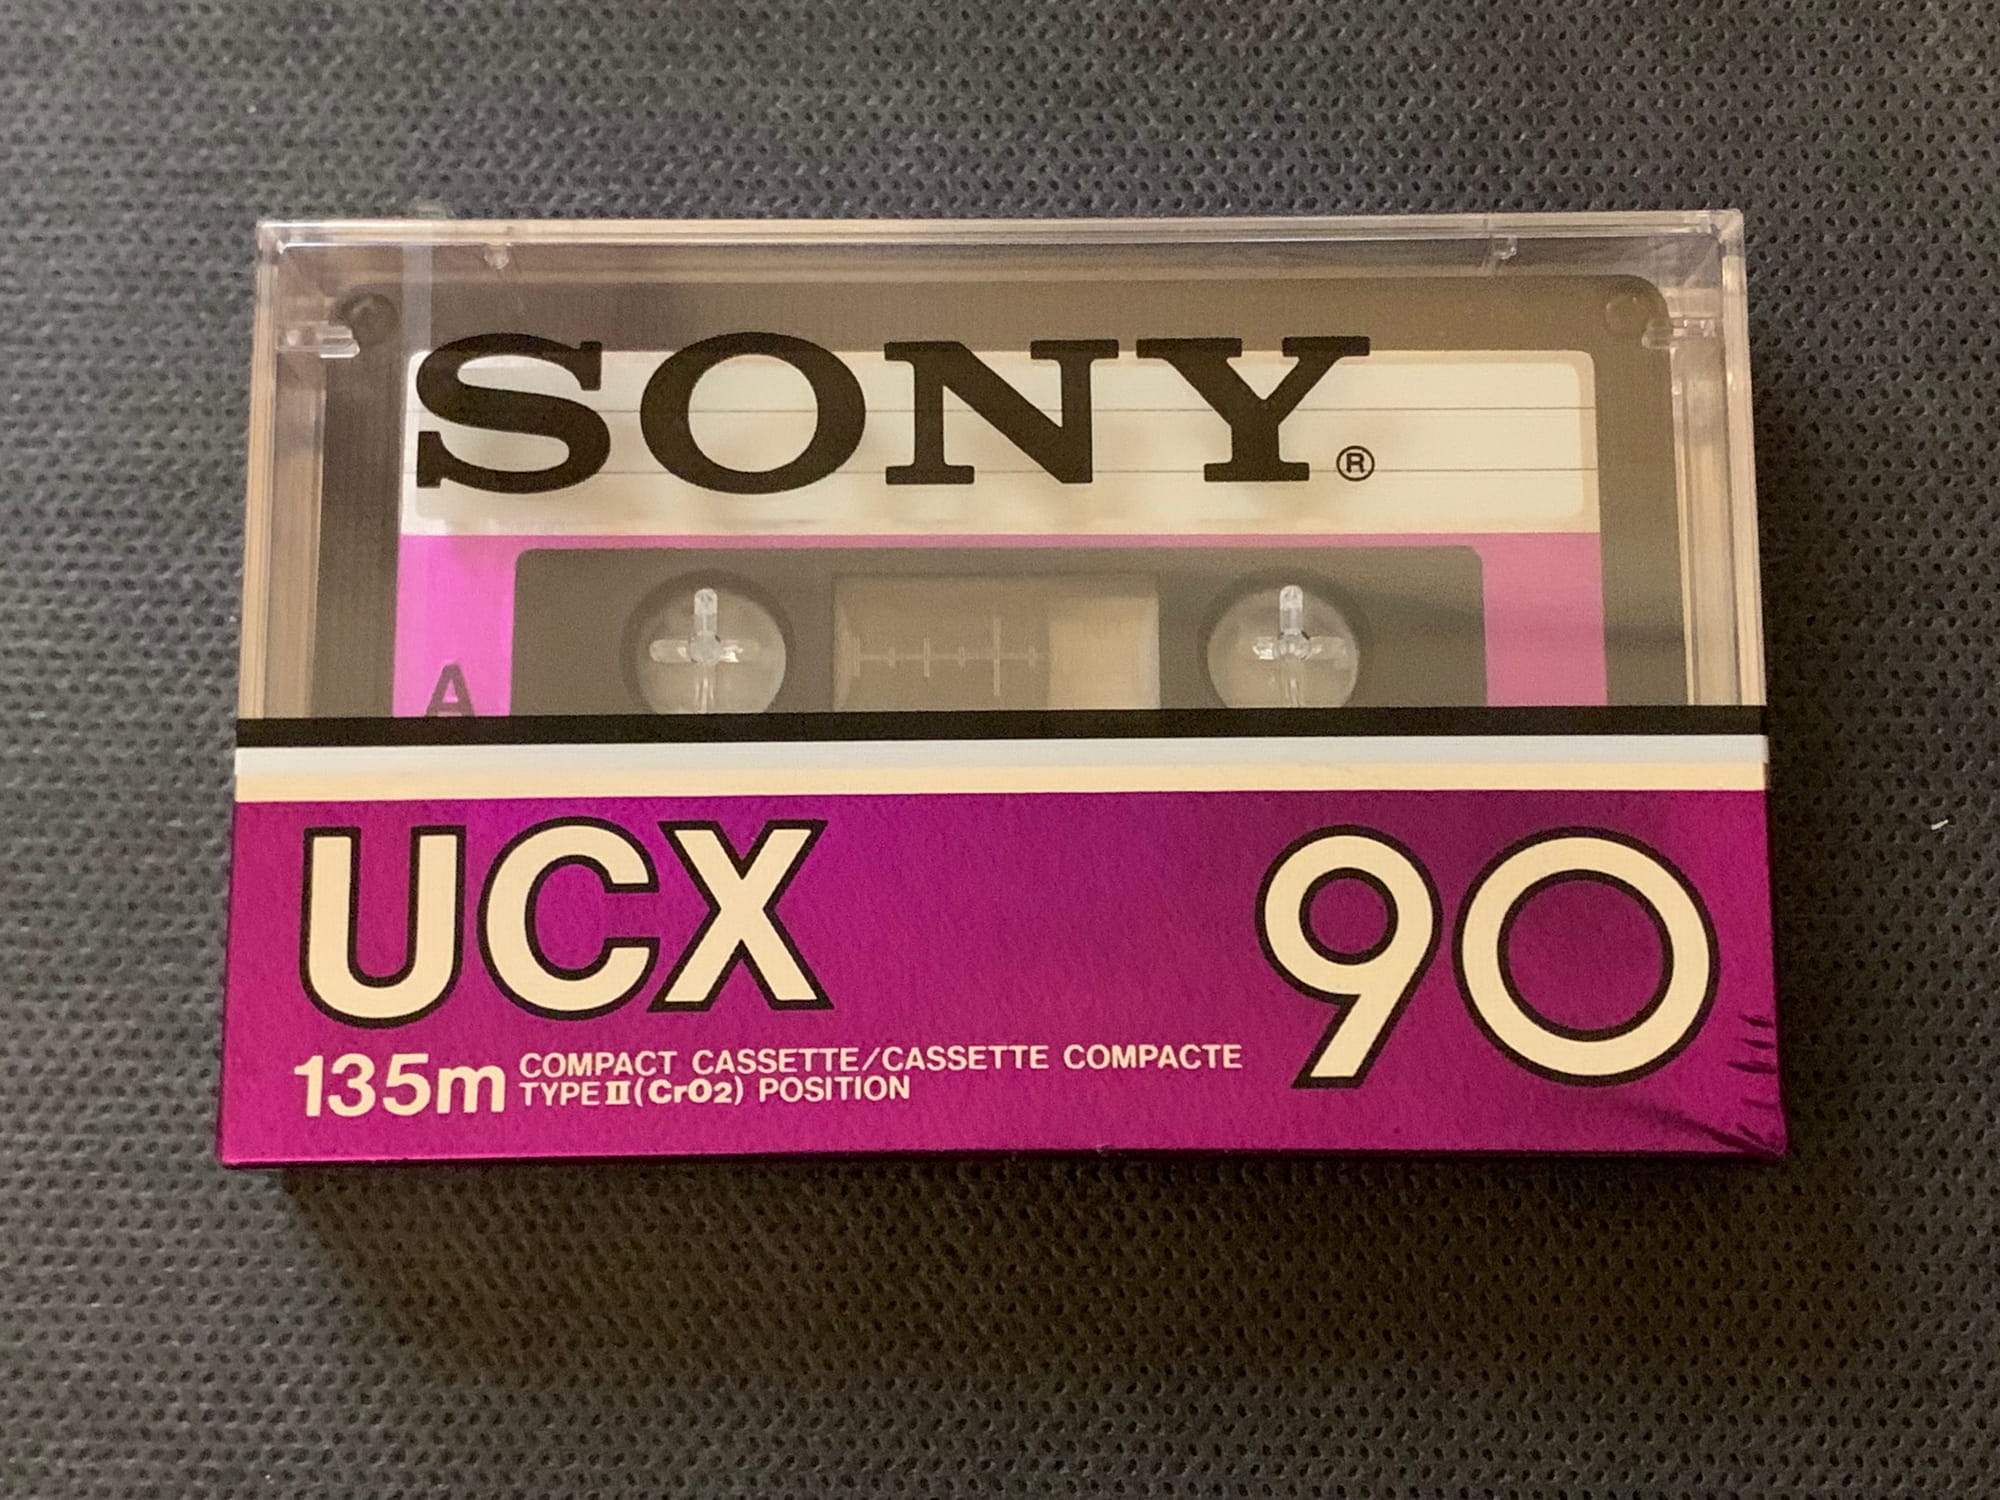 SONY®
A
UCX 90
135m COMPACT CASSETTE/CASSETTE COMPACTE
TYPE II (CrO2) POSITION